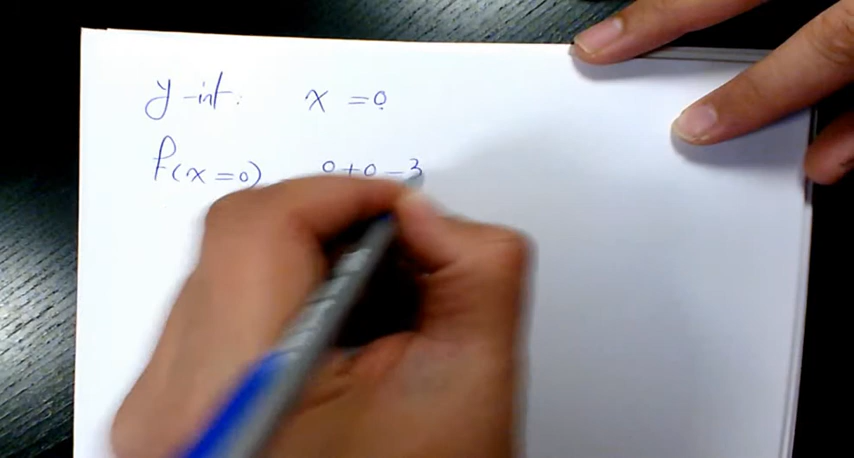 y-int: x = 0
f(x=0) 0+0-3